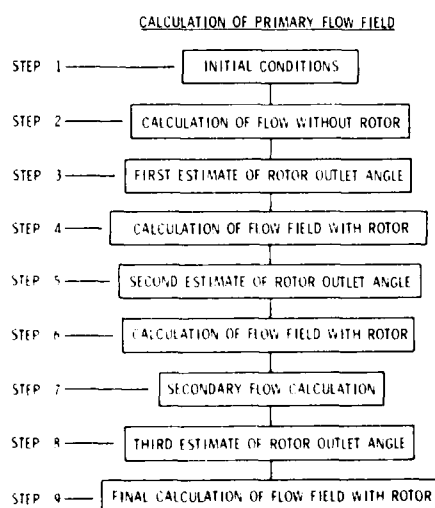 CALCULATION OF PRIMARY FLOW FIELD
STEP 1 INITIAL CONDITIONS
STEP 2 CALCULATION OF FLOW WITHOUT ROTOR
STEP 3 FIRST ESTIMATE OF ROTOR OUTLET ANGLE
STEP 4 CALCULATION OF FLOW FIELD WITH ROTOR
STEP 5 SECOND ESTIMATE OF ROTOR OUTLET ANGLE
STEP 6 CALCULATION OF FLOW FIELD WITH ROTOR
STEP 7 SECONDARY FLOW CALCULATION
STEP 8 THIRD ESTIMATE OF ROTOR OUTLET ANGLE
STEP 9 FINAL CALCULATION OF FLOW FIELD WITH ROTOR